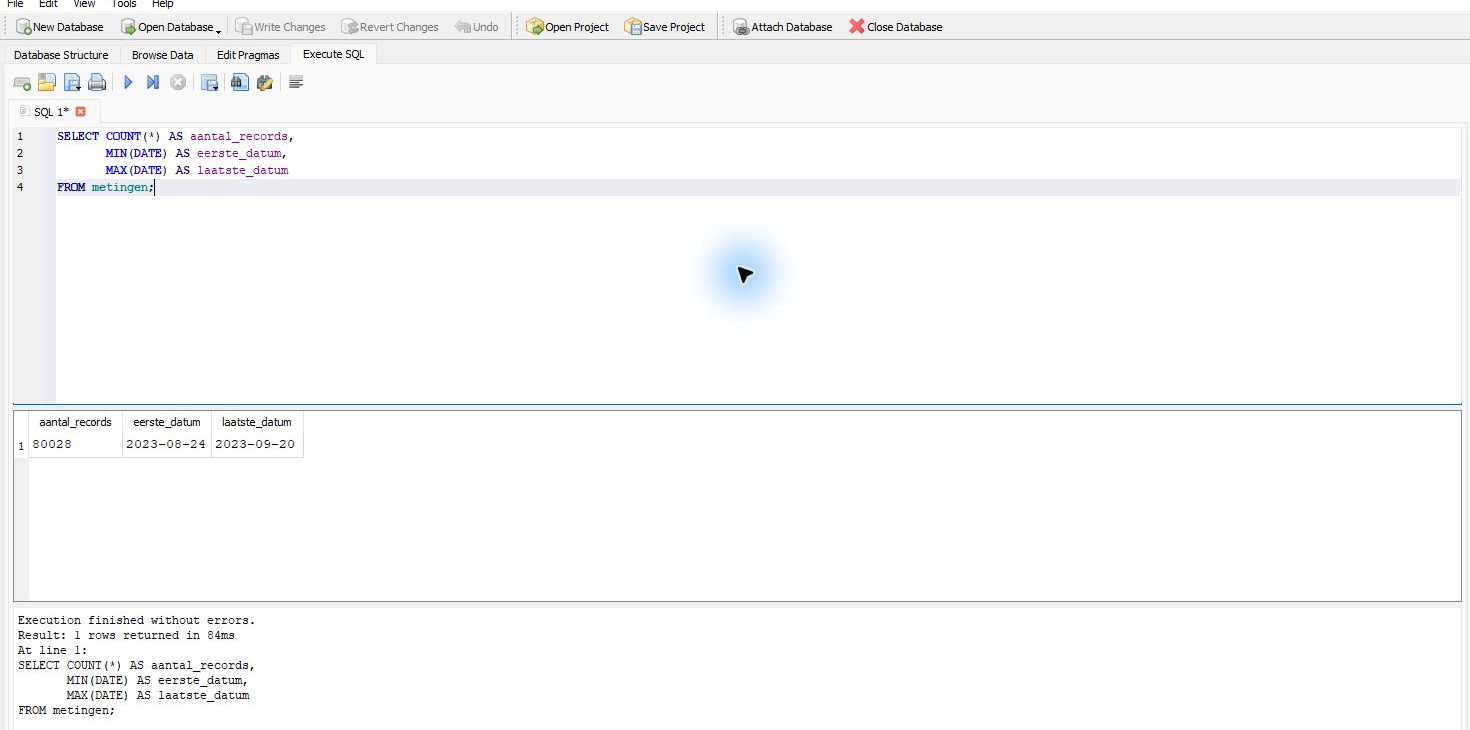 File Edit View Tools Help
New Database Open Database Write Changes Revert Changes Undo Open Project Save Project Attach Database Close Database
Database Structure Browse Data Edit Pragmas Execute SQL
SQL 1*
1 SELECT COUNT(*) AS aantal_records,
2 MIN(DATE) AS eerste_datum,
3 MAX(DATE) AS laatste_datum
4 FROM metingen;
aantal_records eerste_datum laatste_datum
1 80028 2023-08-24 2023-09-20
Execution finished without errors.
Result: 1 rows returned in 84ms
At line 1:
SELECT COUNT(*) AS aantal_records,
MIN(DATE) AS eerste_datum,
MAX(DATE) AS laatste_datum
FROM metingen;